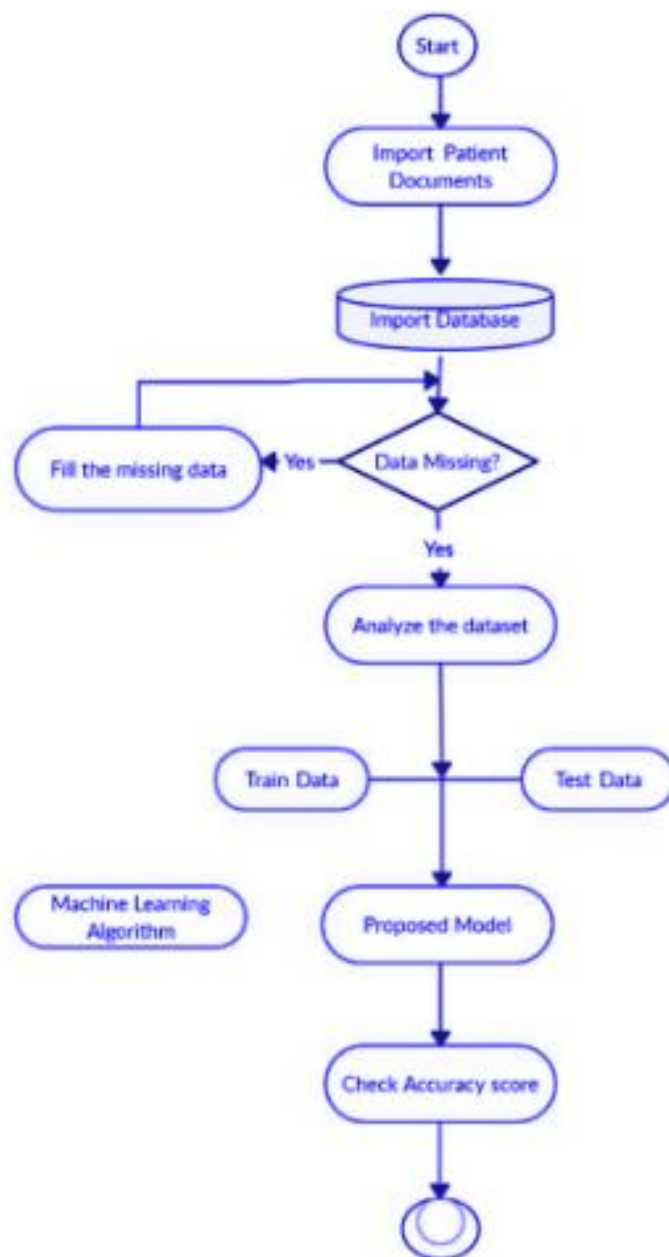 Start
Import Patient
Documents
Import Database
Fill the missing data
Yes
Data Missing?
Yes
Analyze the dataset
Train Data
Test Data
Machine Learning
Algorithm
Proposed Model
Check Accuracy score